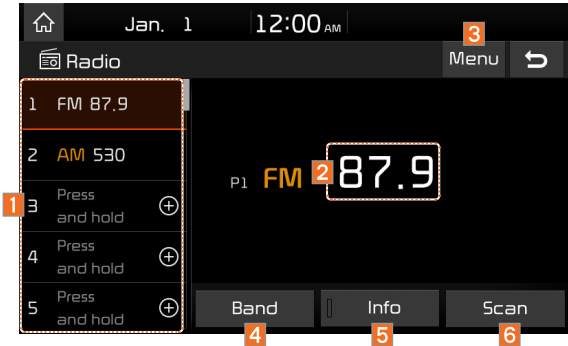 Jan. 1 12:00 AM
3
Radio Menu
1 FM 87.9
2 AM 530
1
3 Press and hold
4 Press and hold
5 Press and hold
P1 FM 2 87.9
Band Info Scan
4 5 6